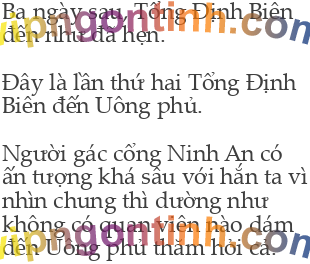 Ba ngày sau, Tổng Định Biên
đến như đã hẹn.
Đây là lần thứ hai Tổng Định
Biên đến Uông phủ.
Người gác cổng Ninh An có
ấn tượng khá sâu với hắn ta vì
nhìn chung thì dường như
không có quan viên nào dám
đến Uông phủ thăm hỏi cả.